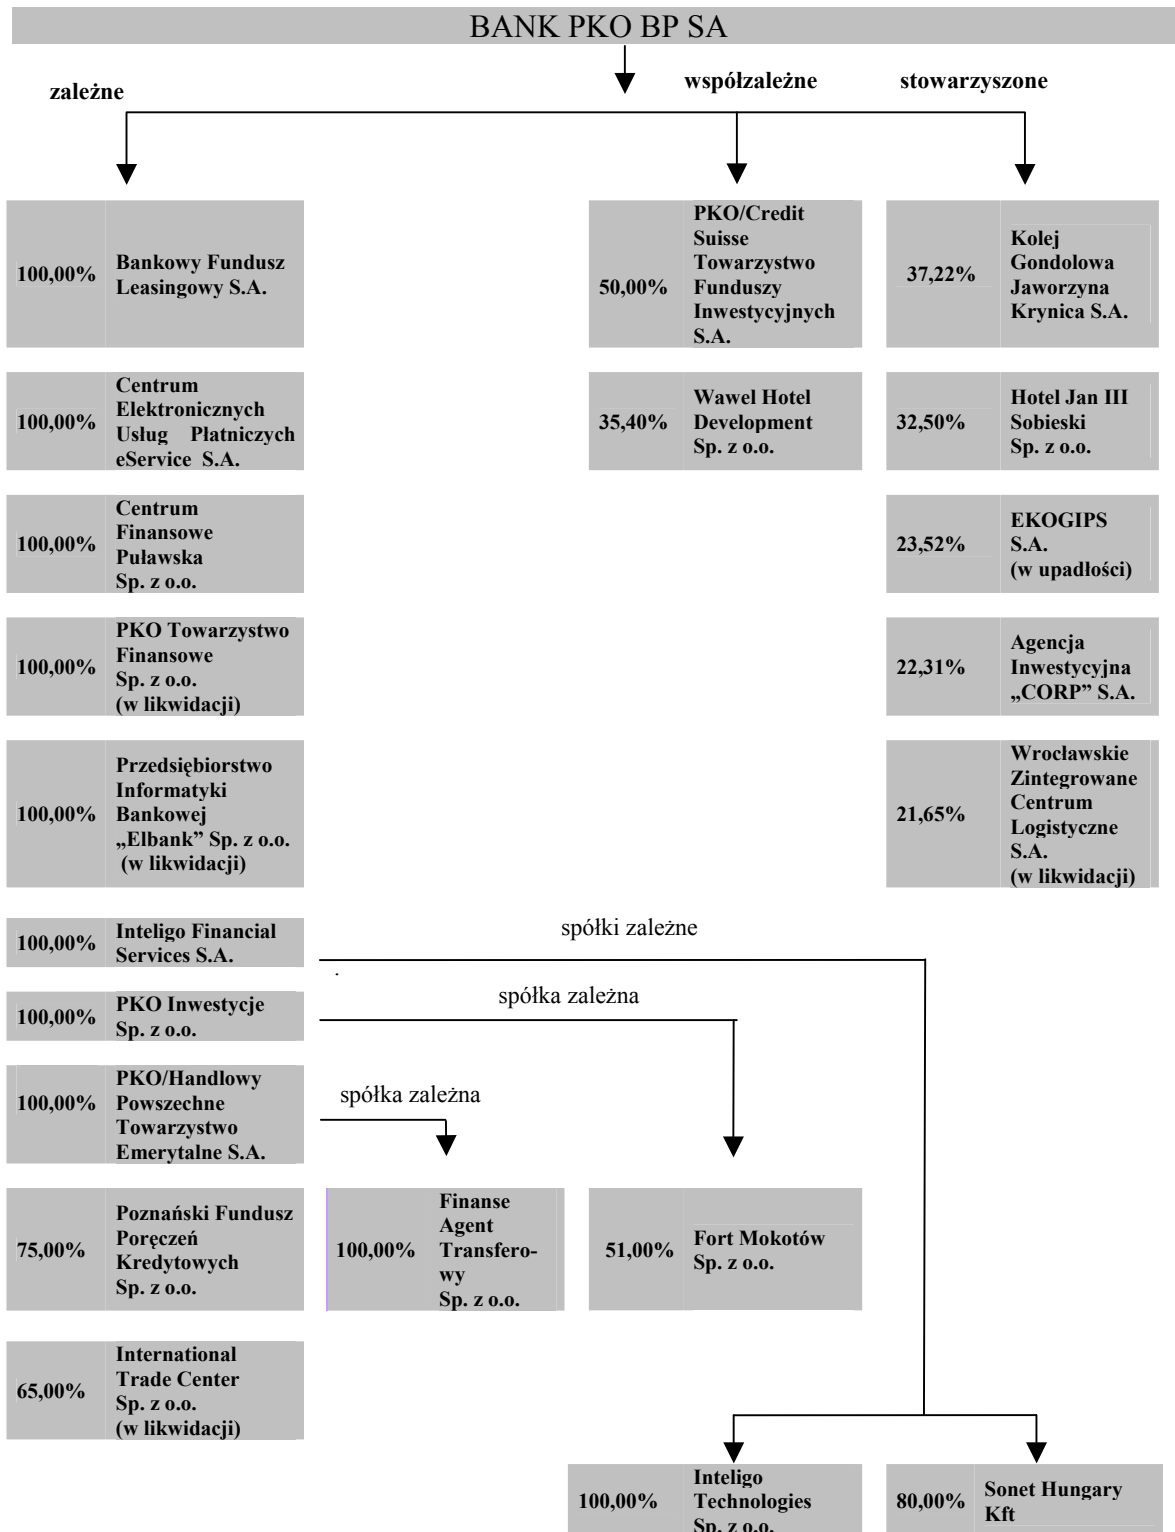 BANK PKO BP SA
zależne
współzależne
stowarzyszone
100,00%
Bankowy Fundusz
Leasingowy S.A.
50,00%
PKO/Credit
Suisse
Towarzystwo
Funduszy
Inwestycyjnych
S.A.
37,22%
Kolej
Gondolowa
Jaworzyna
Krynica S.A.
100,00%
Centrum
Elektronicznych
Usług Płatniczych
eService S.A.
35,40%
Wawel Hotel
Development
Sp. z o.o.
32,50%
Hotel Jan III
Sobieski
Sp. z o.o.
100,00%
Centrum
Finansowe
Puławska
Sp. z o.o.
23,52%
EKOGIPS
S.A.
(w upadłości)
100,00%
PKO Towarzystwo
Finansowe
Sp. z o.o.
(w likwidacji)
22,31%
Agencja
Inwestycyjna
„CORP” S.A.
100,00%
Przedsiębiorstwo
Informatyki
Bankowej
„Elbank” Sp. z o.o.
(w likwidacji)
21,65%
Wrocławskie
Zintegrowane
Centrum
Logistyczne
S.A.
(w likwidacji)
100,00%
Inteligo Financial
Services S.A.
spółki zależne
.
100,00%
PKO Inwestycje
Sp. z o.o.
spółka zależna
100,00%
PKO/Handlowy
Powszechne
Towarzystwo
Emerytalne S.A.
spółka zależna
75,00%
Poznański Fundusz
Poręczeń
Kredytowych
Sp. z o.o.
100,00%
Finanse
Agent
Transfero-
wy
Sp. z o.o.
51,00%
Fort Mokotów
Sp. z o.o.
65,00%
International
Trade Center
Sp. z o.o.
(w likwidacji)
100,00%
Inteligo
Technologies
Sp. z o.o.
80,00%
Sonet Hungary
Kft